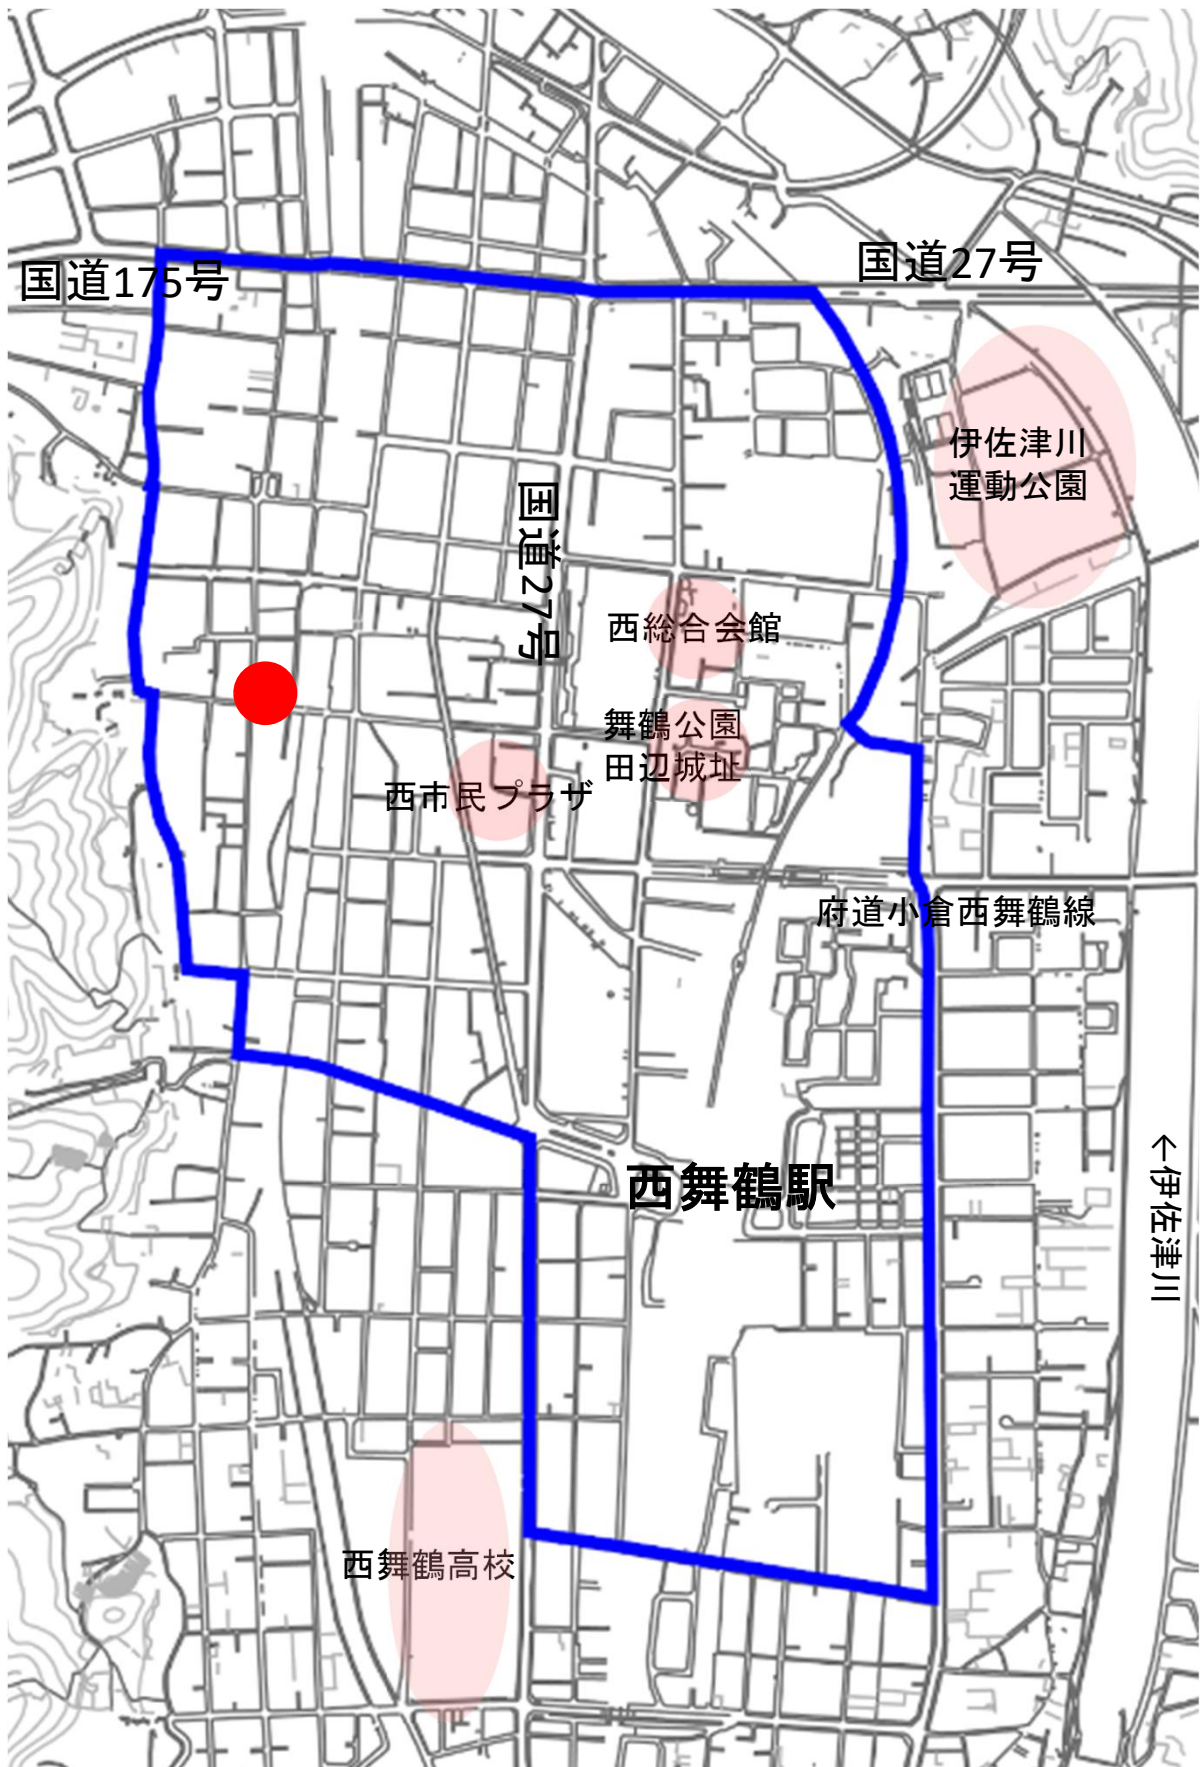 国道27号
国道175号
伊佐津川
運動公園
国道27号
西総合会館
舞鶴公園
田辺城址
西市民プラザ
府道小倉西舞鶴線
西舞鶴駅
←伊佐津川
西舞鶴高校